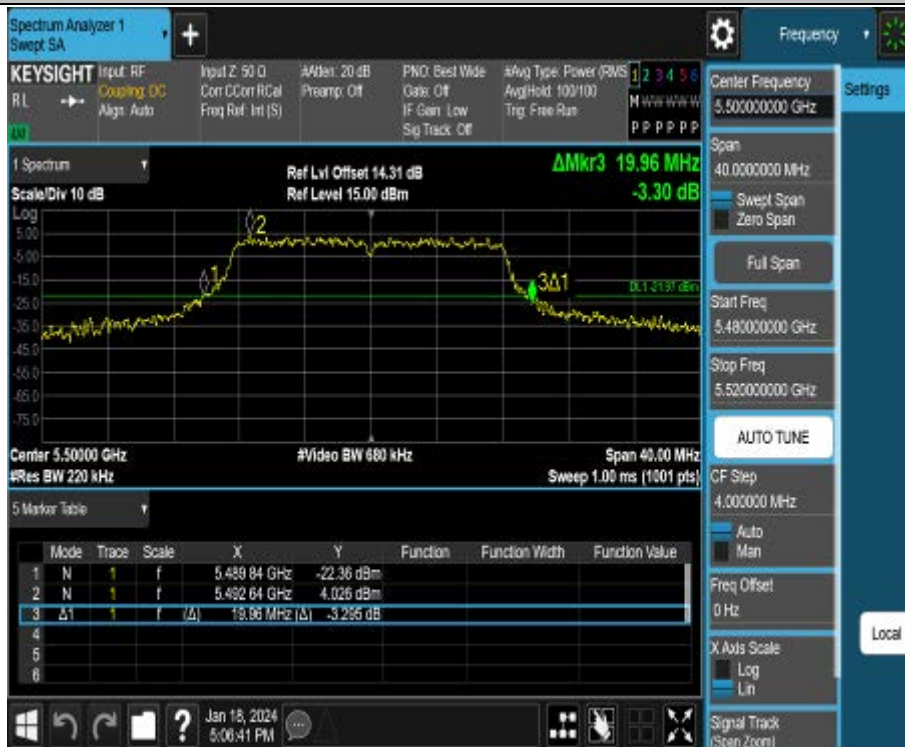 Spectrum Analyzer 1
Swept SA
+
Frequency
KEYSIGHT
RL
Input: RF
Coupling: DC
Align: Auto
Input Z: 50 Ω
Corr CCorr RCal
Freq Ref: Int (S)
#Atten: 20 dB
Preamp: Off
PNO: Best Wide
Gate: Off
IF Gain: Low
Sig Track: Off
#Avg Type: Power (RMS
Avg|Hold: 100/100
Trig: Free Run
1 2 3 4 5 6
M W W W W W
P P P P P P
1 Spectrum
Scale/Div 10 dB
Ref Lvl Offset 14.31 dB
Ref Level 15.00 dBm
ΔMkr3 19.96 MHz
-3.30 dB
Log
5.00
-5.00
-15.0
-25.0
-35.0
-45.0
-55.0
-65.0
-75.0
2
1
3Δ1
DL1 -21.97 dBm
Center 5.50000 GHz
#Video BW 680 kHz
Span 40.00 MHz
#Res BW 220 kHz
Sweep 1.00 ms (1001 pts)
5 Marker Table
Mode Trace Scale X Y Function Function Width Function Value
1 N 1 f 5.489 84 GHz -22.36 dBm
2 N 1 f 5.492 64 GHz 4.026 dBm
3 Δ1 1 f (Δ) 19.96 MHz (Δ) -3.295 dB
4
5
6
?
Jan 18, 2024
5:06:41 PM
Center Frequency
5.500000000 GHz
Span
40.0000000 MHz
Swept Span
Zero Span
Full Span
Start Freq
5.480000000 GHz
Stop Freq
5.520000000 GHz
AUTO TUNE
CF Step
4.000000 MHz
Auto
Man
Freq Offset
0 Hz
X Axis Scale
Log
Lin
Signal Track
(Span Zoom)
Settings
Local